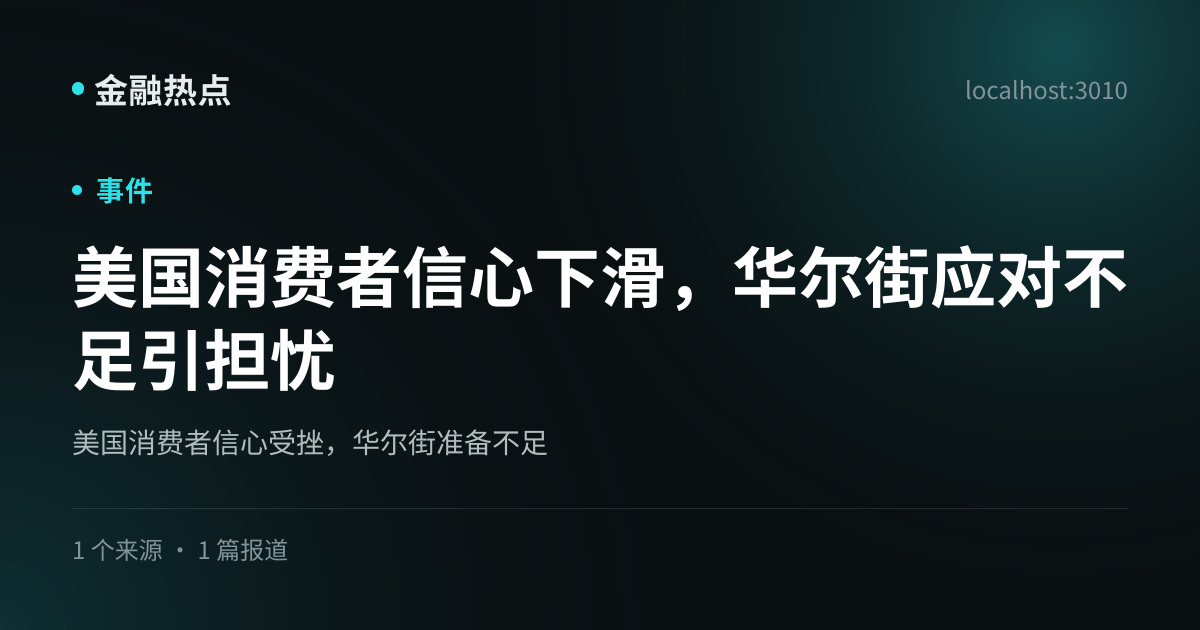 金融热点
localhost:3010
事件
美国消费者信心下滑，华尔街应对不
足引担忧
美国消费者信心受挫，华尔街准备不足
1 个来源 · 1 篇报道